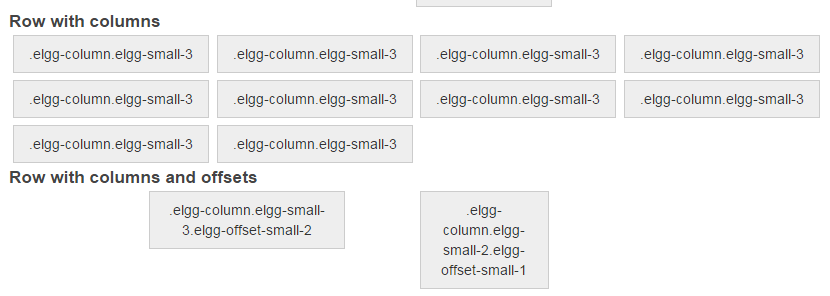 Row with columns
.elgg-column.elgg-small-3 .elgg-column.elgg-small-3 .elgg-column.elgg-small-3 .elgg-column.elgg-small-3
.elgg-column.elgg-small-3 .elgg-column.elgg-small-3 .elgg-column.elgg-small-3 .elgg-column.elgg-small-3
.elgg-column.elgg-small-3 .elgg-column.elgg-small-3
Row with columns and offsets
.elgg-column.elgg-small-
3.elgg-offset-small-2
.elgg-
column.elgg-
small-2.elgg-
offset-small-1